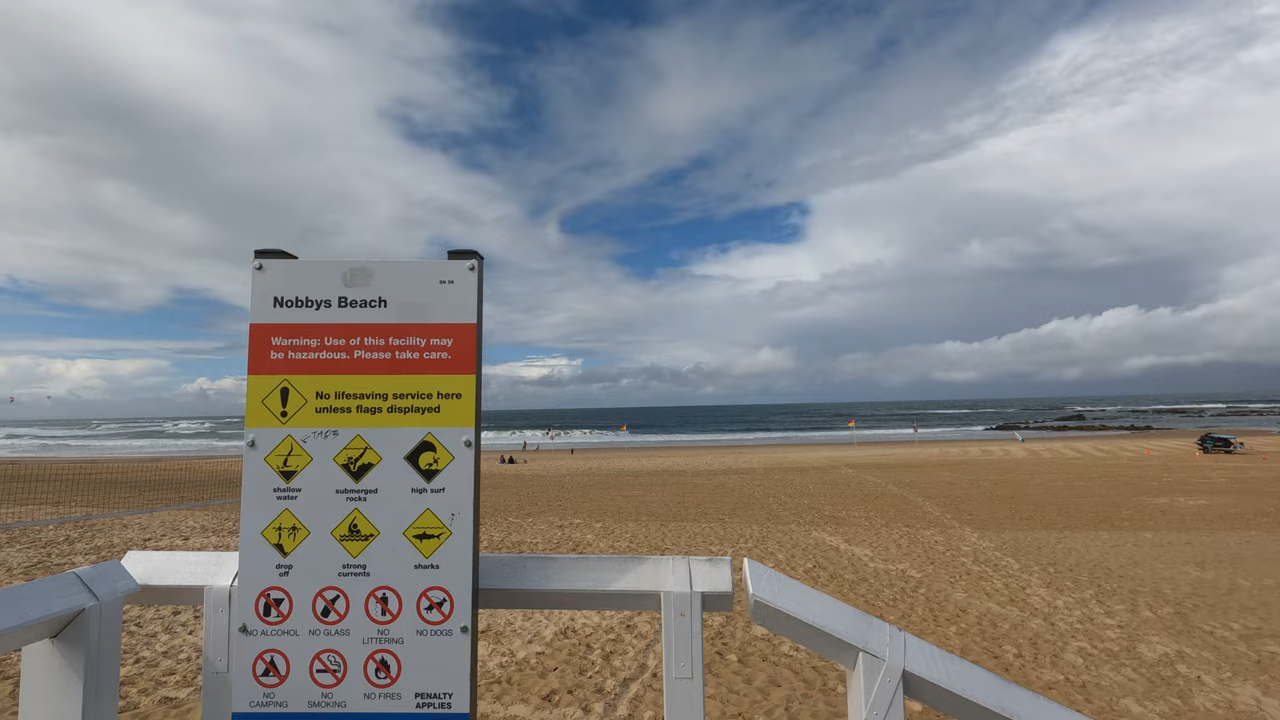 SN 9A
Nobbys Beach
Warning: Use of this facility may
be hazardous. Please take care.
No lifesaving service here
unless flags displayed
shallow
water
submerged
rocks
high surf
drop
off
strong
currents
sharks
NO ALCOHOL
NO GLASS
NO
LITTERING
NO DOGS
NO
CAMPING
NO
SMOKING
NO FIRES
PENALTY
APPLIES